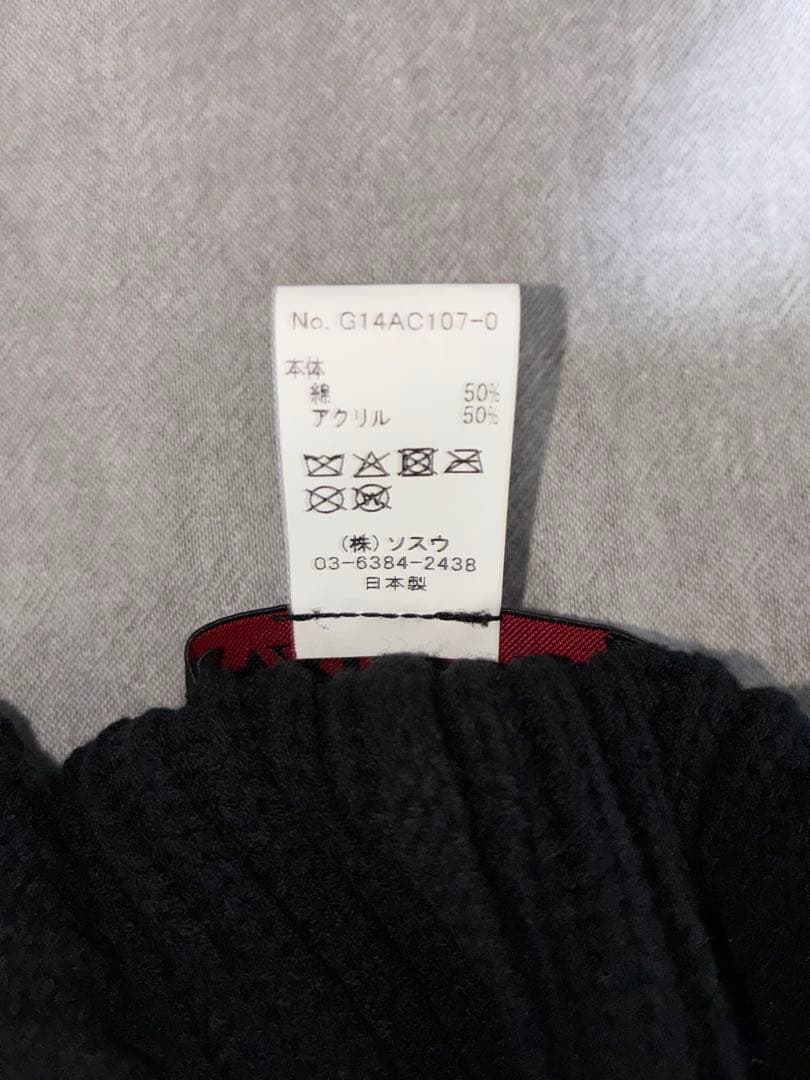 No. G14AC107-0
本体
綿 50%
アクリル 50%
(株)ソスウ
03-6384-2438
日本製